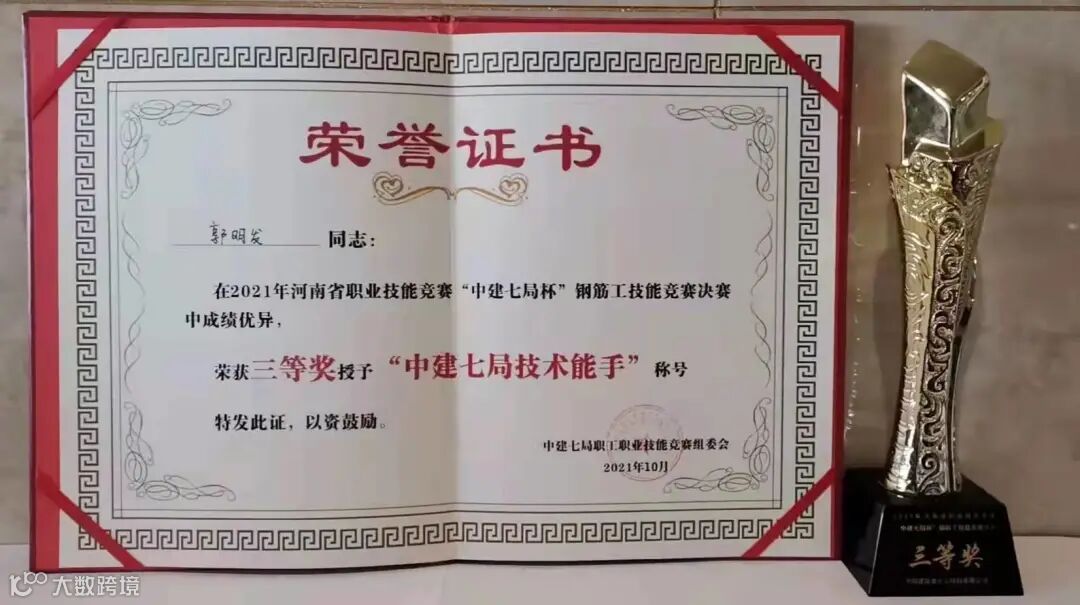 荣誉证书
郭明发 同志：
在2021年河南省职业技能竞赛“中建七局杯”钢筋工技能竞赛决赛
中成绩优异，
荣获三等奖授予“中建七局技术能手”称号
特发此证，以资鼓励。
中建七局职工职业技能竞赛组委会
2021年10月
三等奖
大数跨境